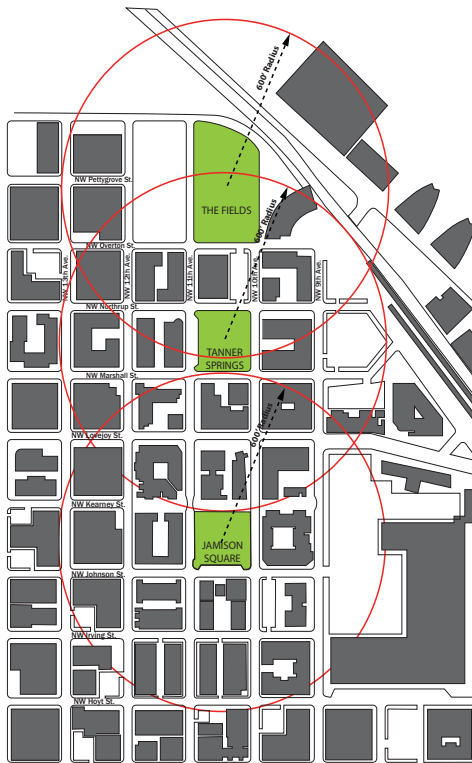 600' Radius
NW Pettygrove St.
THE FIELDS
600' Radius
NW Overton St.
NW 13th Ave.
NW 12th Ave.
NW 11th Ave.
NW 10th Ave.
NW 9th Ave.
NW Northrup St.
TANNER
SPRINGS
NW Marshall St.
600' Radius
NW Lovejoy St.
NW Kearney St.
JAMISON
SQUARE
NW Johnson St.
NW Irving St.
NW Hoyt St.